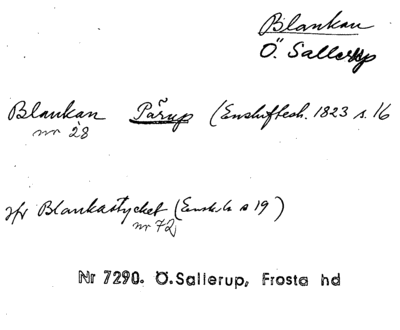 Blankan
Ö. Sallerup
Blankan Pårup (Enskiftesh. 1823 s. 16
nr 28
jfr Blankastycket (Ensk.h s 19)
nr 72
Nr 7290. Ö.Sallerup, Frosta hd